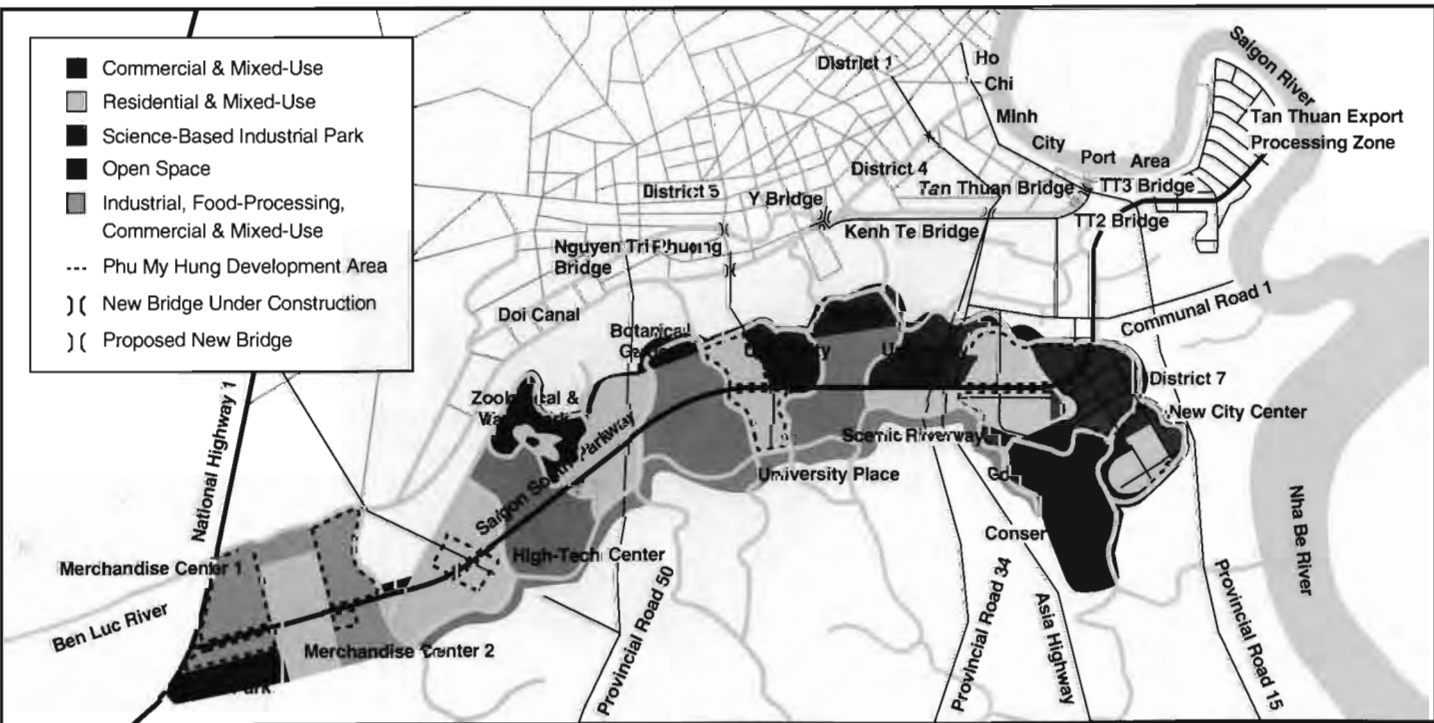 Commercial & Mixed-Use
Residential & Mixed-Use
Science-Based Industrial Park
Open Space
Industrial, Food-Processing,
Commercial & Mixed-Use
Phu My Hung Development Area
New Bridge Under Construction
Proposed New Bridge
District 1
Ho
Chi
Minh
City
Port Area
Saigon River
Tan Thuan Export
Processing Zone
District 4
District 5
Y Bridge
Tan Thuan Bridge
TT3 Bridge
TT2 Bridge
Kenh Te Bridge
Nguyen Tri Phuong
Bridge
Doi Canal
Communal Road 1
Botanical
Zoological &
District 7
New City Center
Scenic Riverway
University Place
Saigon South Parkway
High-Tech Center
National Highway 1
Merchandise Center 1
Ben Luc River
Merchandise Center 2
Provincial Road 50
Provincial Road 34
Asia Highway
Provincial Road 15
Nha Be River